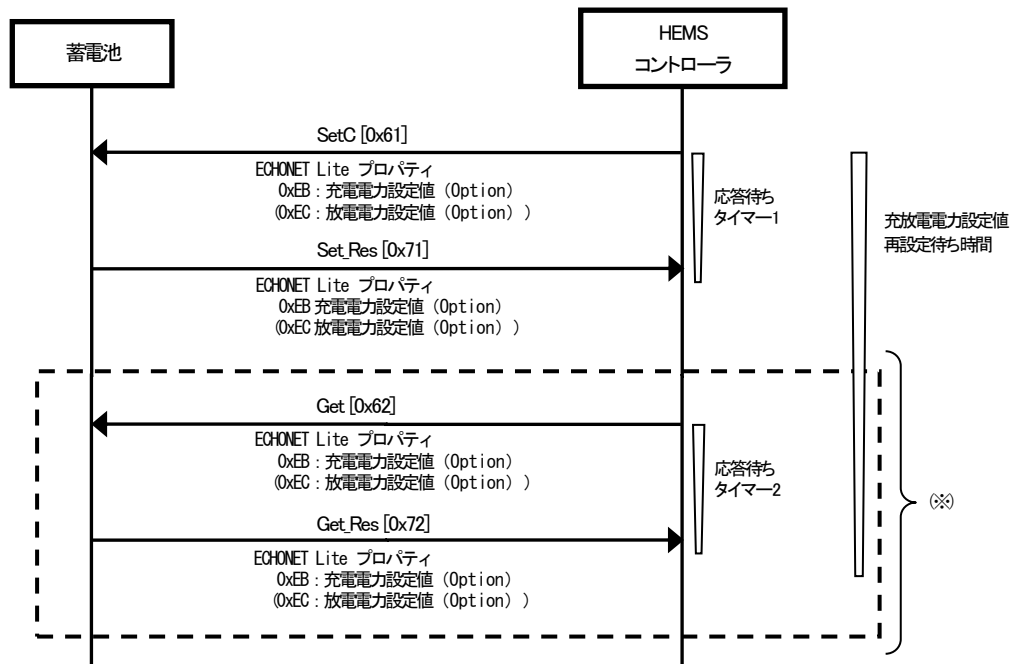 蓄電池
HEMS
コントローラ
SetC [0x61]
ECHONET Lite プロパティ
0xEB：充電電力設定値（Option）
（0xEC：放電電力設定値（Option））
応答待ち
タイマー1
充放電電力設定値
再設定待ち時間
Set_Res [0x71]
ECHONET Lite プロパティ
0xEB 充電電力設定値（Option）
（0xEC 放電電力設定値（Option））
Get [0x62]
ECHONET Lite プロパティ
0xEB：充電電力設定値（Option）
（0xEC：放電電力設定値（Option））
応答待ち
タイマー2
（※）
Get_Res [0x72]
ECHONET Lite プロパティ
0xEB：充電電力設定値（Option）
（0xEC：放電電力設定値（Option））